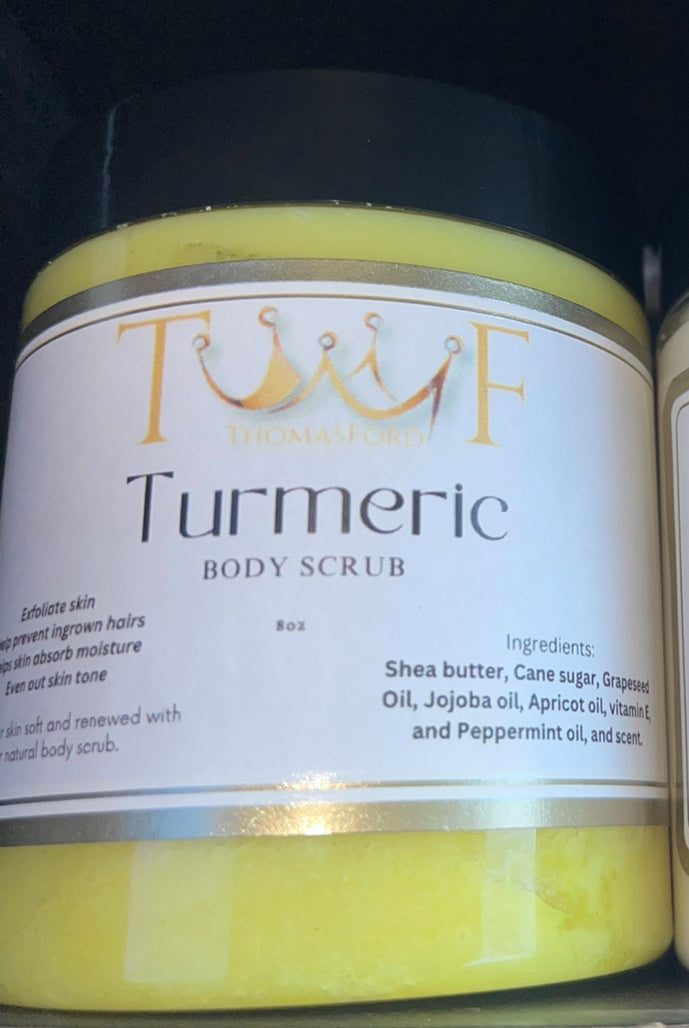 T F
THOMASFORD
Turmeric
BODY SCRUB
8oz
Exfoliate skin
prevent ingrown hairs
skin absorb moisture
Even out skin tone
skin soft and renewed with
natural body scrub.
Ingredients:
Shea butter, Cane sugar, Grapeseed
Oil, Jojoba oil, Apricot oil, vitamin E,
and Peppermint oil, and scent.